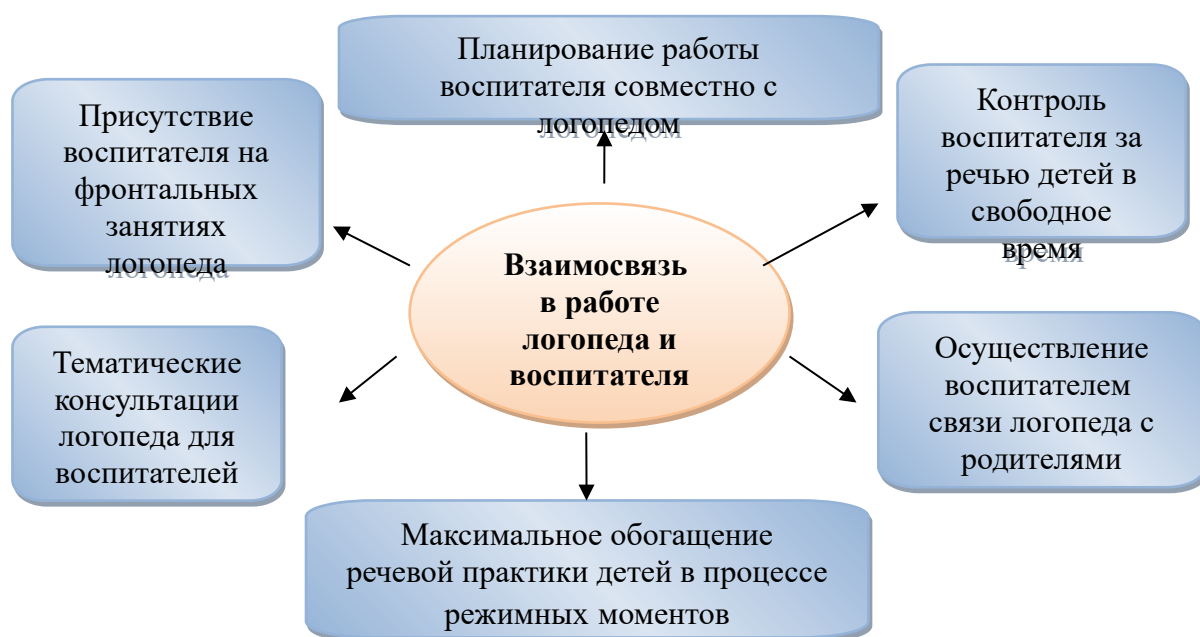 Планирование работы
воспитателя совместно с
логопедом
Присутствие
воспитателя на
фронтальных
занятиях
логопеда
Контроль
воспитателя за
речью детей в
свободное
время
Взаимосвязь
в работе
логопеда и
воспитателя
Тематические
консультации
логопеда для
воспитателей
Осуществление
воспитателем
связи логопеда с
родителями
Максимальное обогащение
речевой практики детей в процессе
режимных моментов